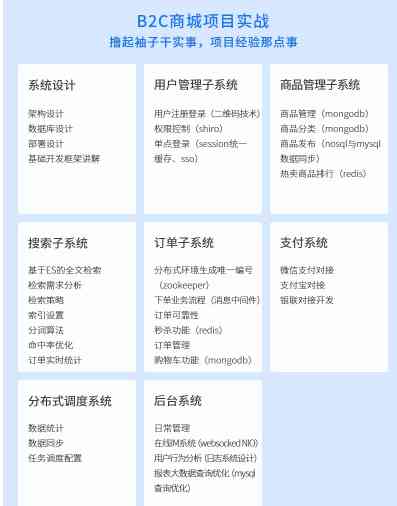 B2C商城项目实战
撸起袖子干实事，项目经验那点事
系统设计
架构设计
数据库设计
部署设计
基础开发框架讲解
用户管理子系统
用户注册登录（二维码技术）
权限控制（shiro）
单点登录（session统一
缓存、sso）
商品管理子系统
商品管理（mongodb）
商品分类（mongodb）
商品发布（nosql与mysql
数据同步）
热卖商品排行（redis）
搜索子系统
基于ES的全文检索
检索需求分析
检索策略
索引设置
分词算法
命中率优化
订单实时统计
订单子系统
分布式环境生成唯一编号
（zookeeper）
下单业务流程（消息中间件）
订单可靠性
秒杀功能（redis）
订单管理
购物车功能（mongodb）
支付系统
微信支付对接
支付宝对接
银联对接开发
分布式调度系统
数据统计
数据同步
任务调度配置
后台系统
日常管理
在线IM系统（websocked NIO）
用户行为分析（日志系统设计）
报表大数据查询优化（mysql
查询优化）